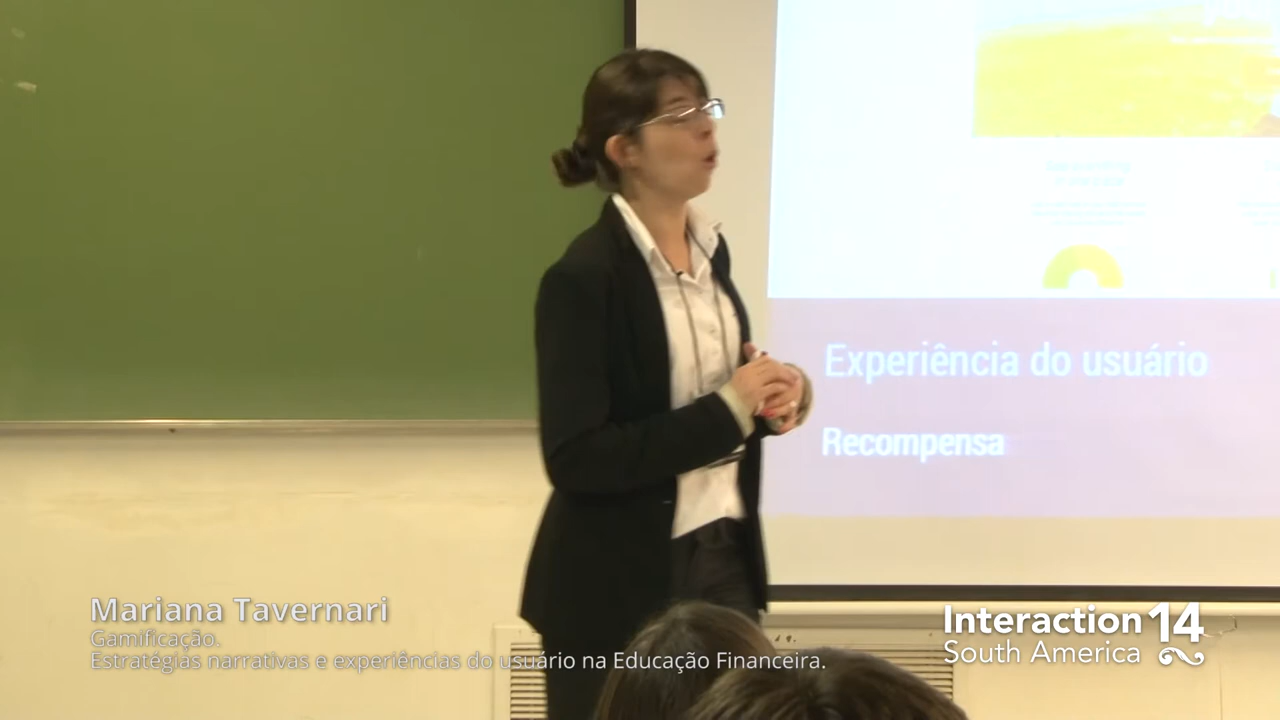 Experiência do usuário
Recompensa
Mariana Tavernari
Gamificação.
Estratégias narrativas e experiências do usuário na Educação Financeira.
Interaction 14
South America